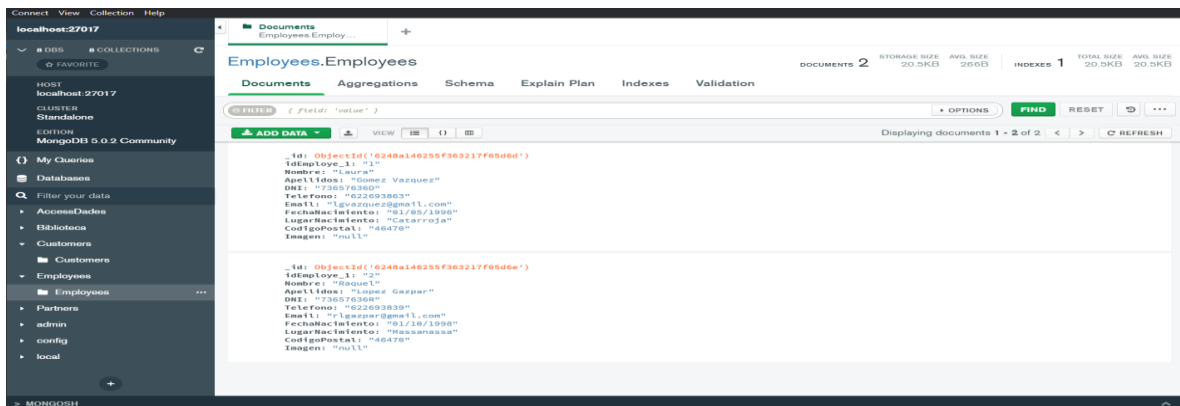 Connect View Collection Help
localhost:27017
8 DBS 8 COLLECTIONS
FAVORITE
HOST
localhost:27017
CLUSTER
Standalone
EDITION
MongoDB 5.0.2 Community
{} My Queries
Databases
Filter your data
AccessDades
Biblioteca
Customers
Customers
Employees
Employees
...
Partners
admin
config
local
+
> MONGOSH
Documents
Employees.Employ...
+
Employees.Employees
DOCUMENTS 2
STORAGE SIZE 20.5KB
AVG. SIZE 266B
INDEXES 1
TOTAL SIZE 20.5KB
AVG. SIZE 20.5KB
Documents Aggregations Schema Explain Plan Indexes Validation
FILTER { field: 'value' }
OPTIONS FIND RESET ...
ADD DATA VIEW {}
Displaying documents 1 - 2 of 2 < > REFRESH
_id: ObjectId('6248a146255f363217f05d6d')
idEmploye_1: "1"
Nombre: "Laura"
Apellidos: "Gomez Vazquez"
DNI: "73657636D"
Telefono: "622693863"
Email: "lgvazquez@gmail.com"
FechaNacimiento: "01/05/1996"
LugarNacimiento: "Catarroja"
CodigoPostal: "46470"
Imagen: "null"
_id: ObjectId('6248a146255f363217f05d6e')
idEmploye_1: "2"
Nombre: "Raquel"
Apellidos: "Lopez Gazpar"
DNI: "73657636R"
Telefono: "622693839"
Email: "rlgazpar@gmail.com"
FechaNacimiento: "01/10/1998"
LugarNacimiento: "Massanassa"
CodigoPostal: "46470"
Imagen: "null"